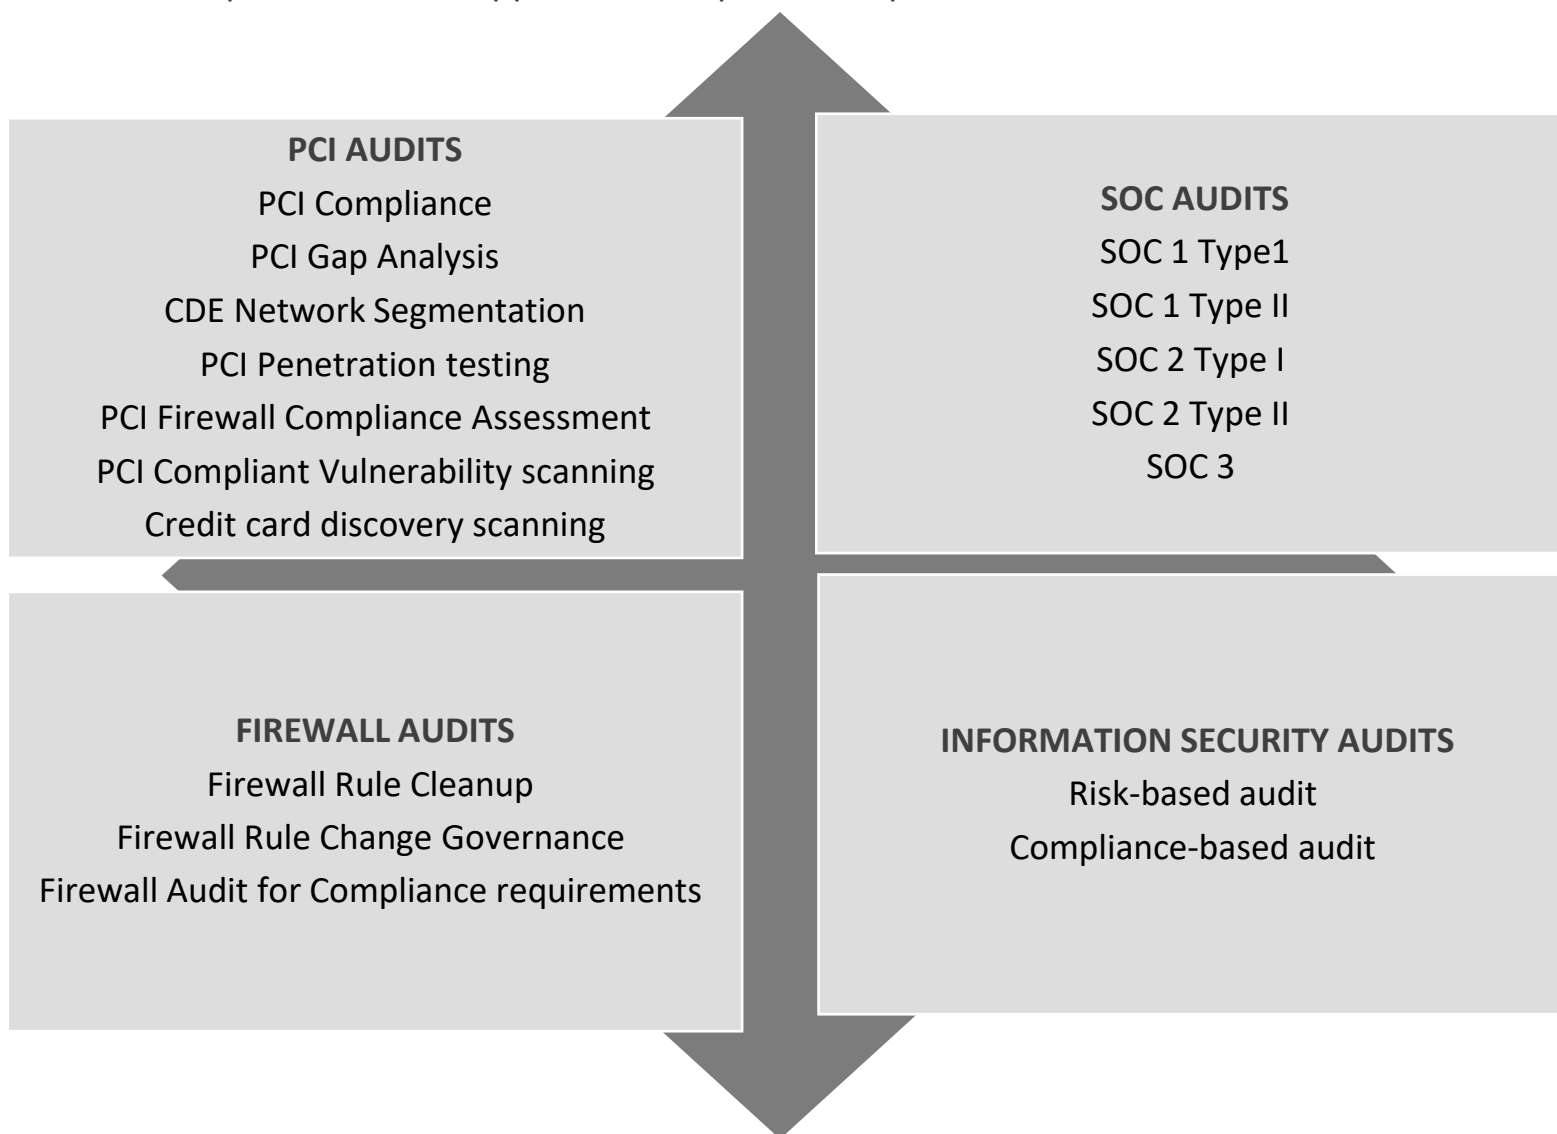 PCI AUDITS
PCI Compliance
PCI Gap Analysis
CDE Network Segmentation
PCI Penetration testing
PCI Firewall Compliance Assessment
PCI Compliant Vulnerability scanning
Credit card discovery scanning
SOC AUDITS
SOC 1 Type1
SOC 1 Type II
SOC 2 Type I
SOC 2 Type II
SOC 3
FIREWALL AUDITS
Firewall Rule Cleanup
Firewall Rule Change Governance
Firewall Audit for Compliance requirements
INFORMATION SECURITY AUDITS
Risk-based audit
Compliance-based audit